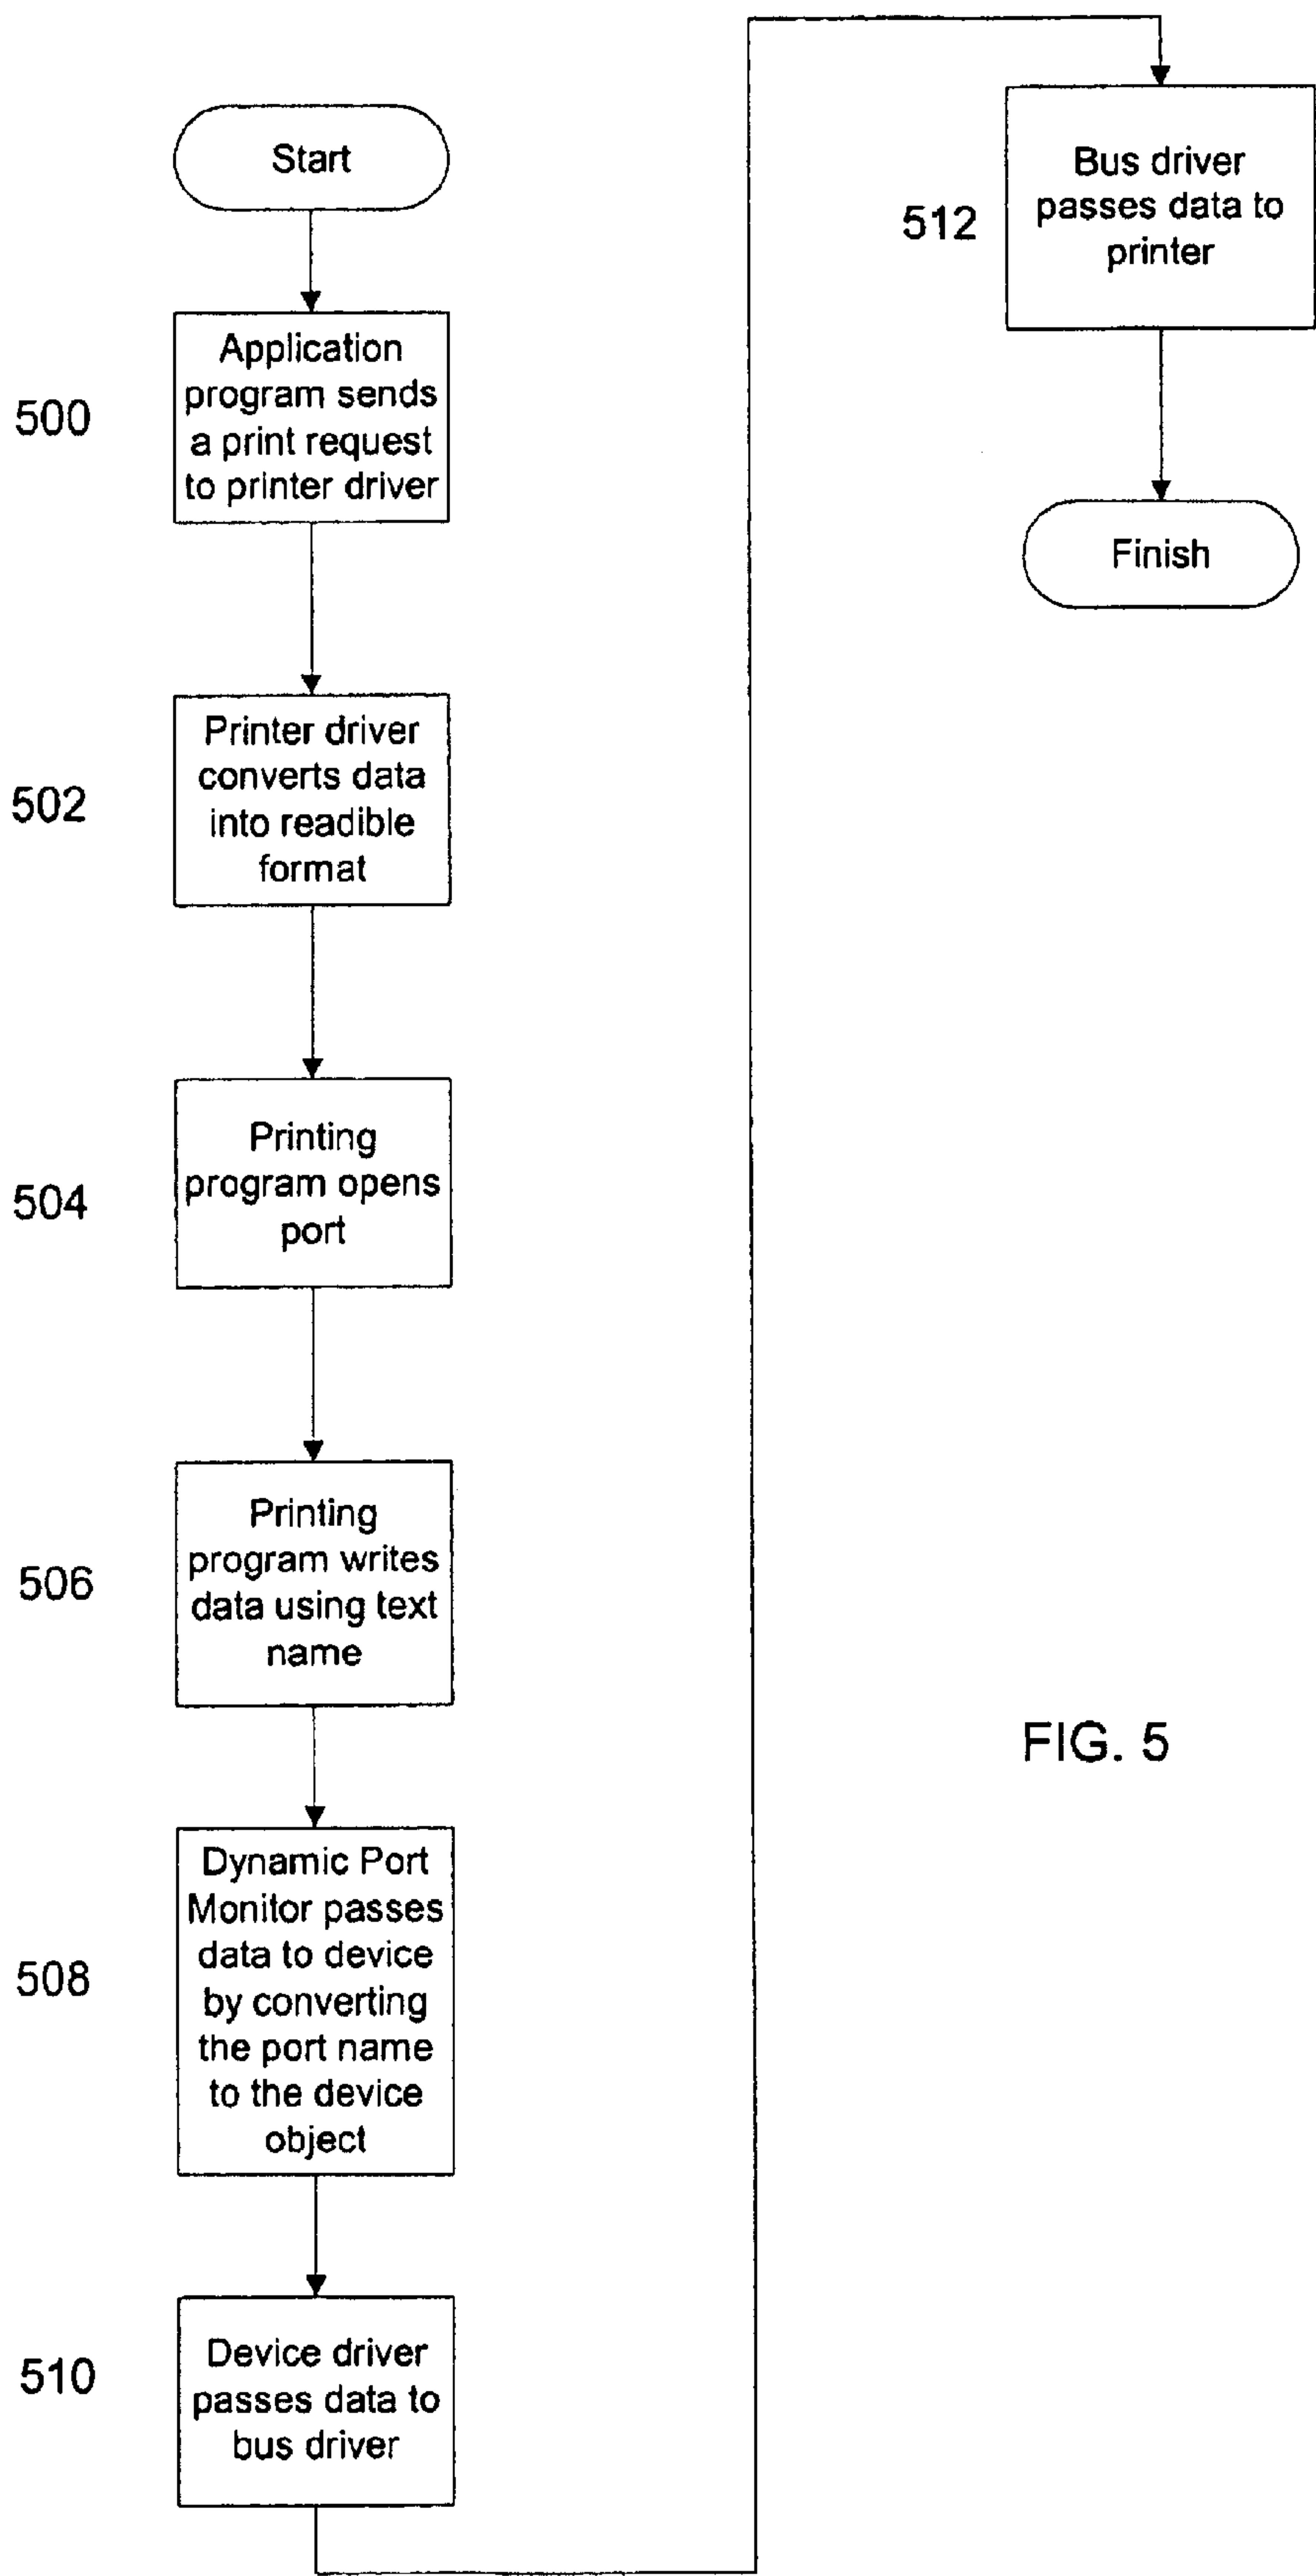 Start
500
Application
program sends
a print request
to printer driver
502
Printer driver
converts data
into readible
format
504
Printing
program opens
port
506
Printing
program writes
data using text
name
508
Dynamic Port
Monitor passes
data to device
by converting
the port name
to the device
object
510
Device driver
passes data to
bus driver
512
Bus driver
passes data to
printer
Finish
FIG. 5